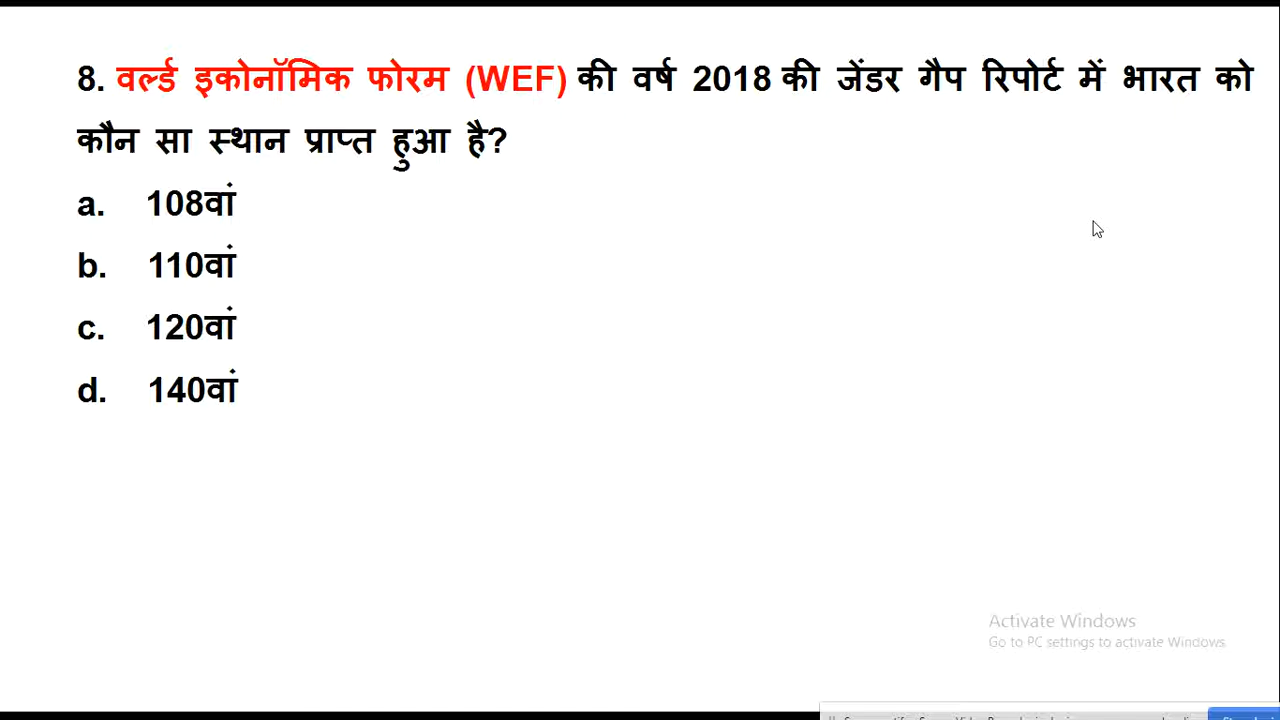 8. वर्ल्ड इकोनॉमिक फोरम (WEF) की वर्ष 2018 की जेंडर गैप रिपोर्ट में भारत को
कौन सा स्थान प्राप्त हुआ है?
a. 108वां
b. 110वां
c. 120वां
d. 140वां
Activate Windows
Go to PC settings to activate Windows.